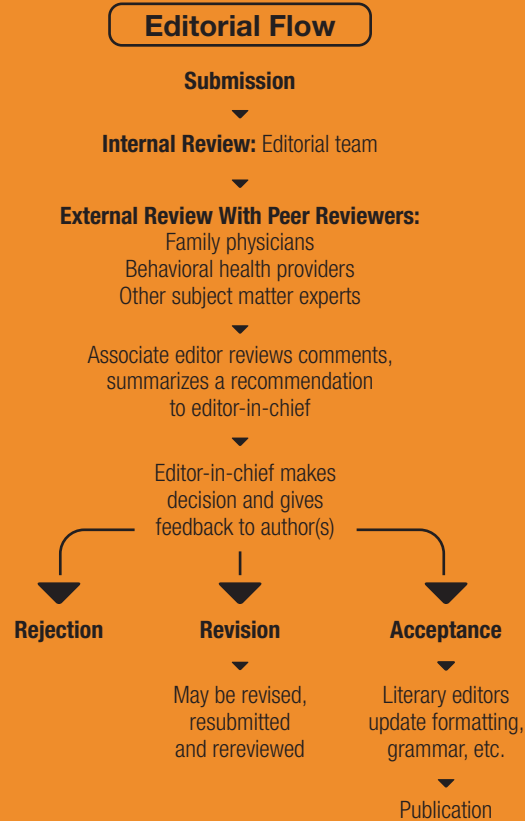 Editorial Flow
Submission
Internal Review: Editorial team
External Review With Peer Reviewers:
Family physicians
Behavioral health providers
Other subject matter experts
Associate editor reviews comments,
summarizes a recommendation
to editor-in-chief
Editor-in-chief makes
decision and gives
feedback to author(s)
Rejection
Revision
May be revised,
resubmitted
and rereviewed
Acceptance
Literary editors
update formatting,
grammar, etc.
Publication